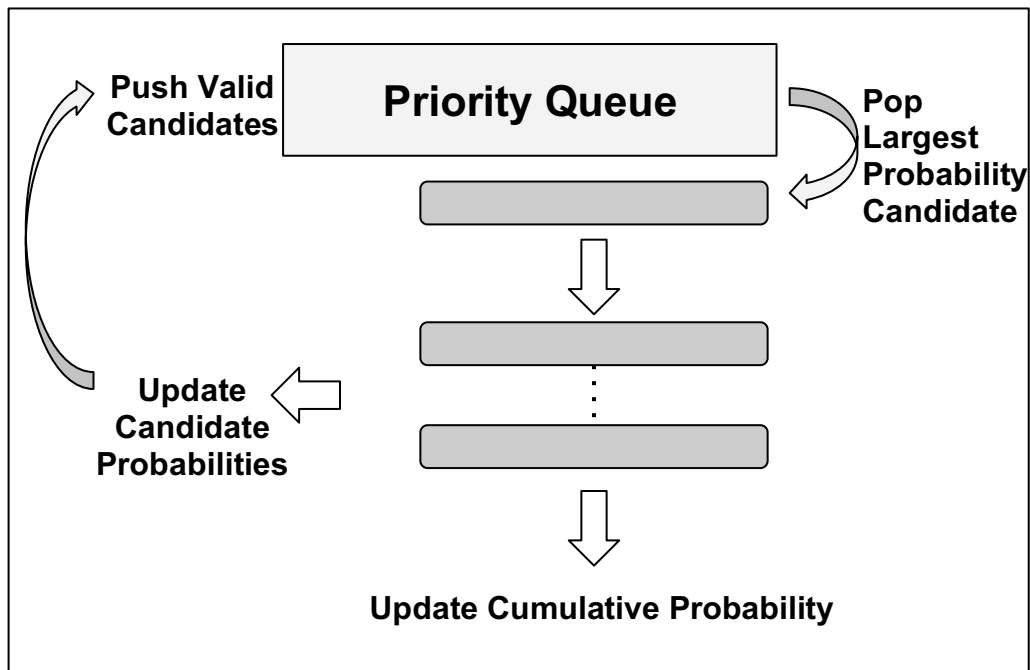 Push Valid
Candidates
Priority Queue
Pop
Largest
Probability
Candidate
Update
Candidate
Probabilities
Update Cumulative Probability